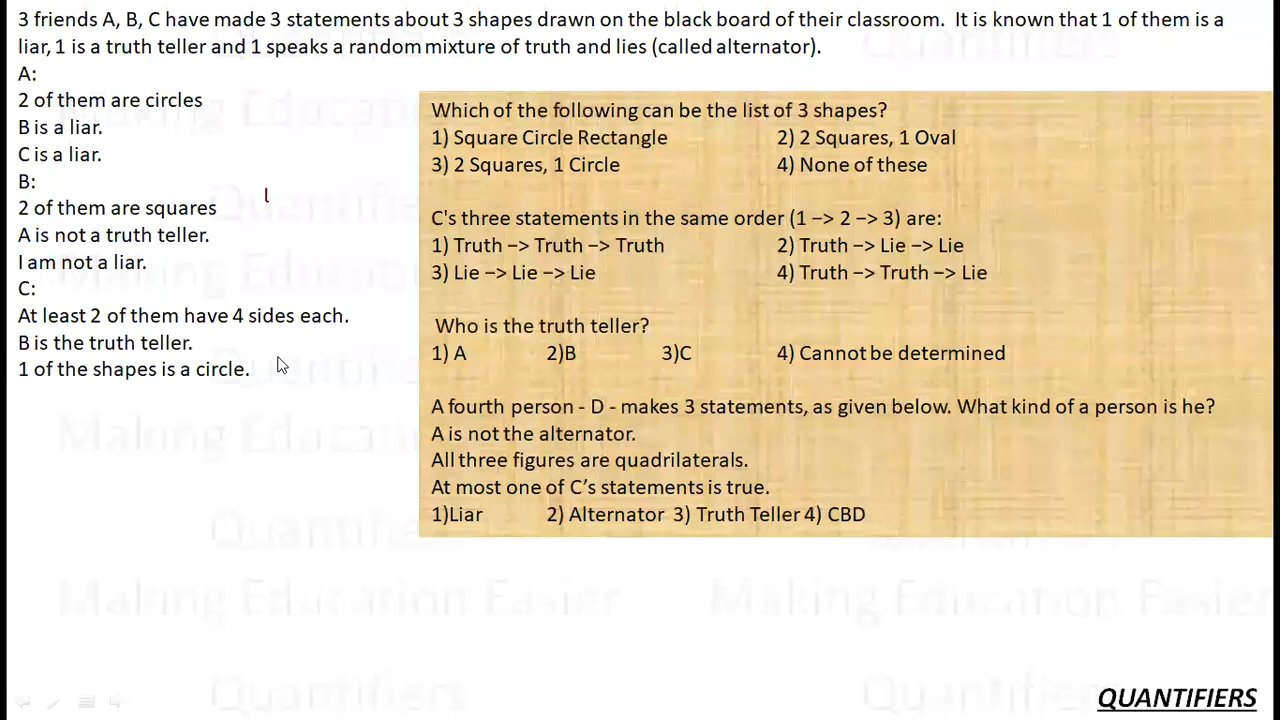 3 friends A, B, C have made 3 statements about 3 shapes drawn on the black board of their classroom.  It is known that 1 of them is a
liar, 1 is a truth teller and 1 speaks a random mixture of truth and lies (called alternator).
A:
2 of them are circles
B is a liar.
C is a liar.
B:
2 of them are squares
A is not a truth teller.
I am not a liar.
C:
At least 2 of them have 4 sides each.
B is the truth teller.
1 of the shapes is a circle.
Which of the following can be the list of 3 shapes?
1) Square Circle Rectangle 2) 2 Squares, 1 Oval
3) 2 Squares, 1 Circle 4) None of these
C's three statements in the same order (1 –> 2 –> 3) are:
1) Truth –> Truth –> Truth 2) Truth –> Lie –> Lie
3) Lie –> Lie –> Lie 4) Truth –> Truth –> Lie
Who is the truth teller?
1) A 2)B 3)C 4) Cannot be determined
A fourth person - D - makes 3 statements, as given below. What kind of a person is he?
A is not the alternator.
All three figures are quadrilaterals.
At most one of C’s statements is true.
1)Liar 2) Alternator 3) Truth Teller 4) CBD
Making Education Easier
Quantifiers
QUANTIFIERS